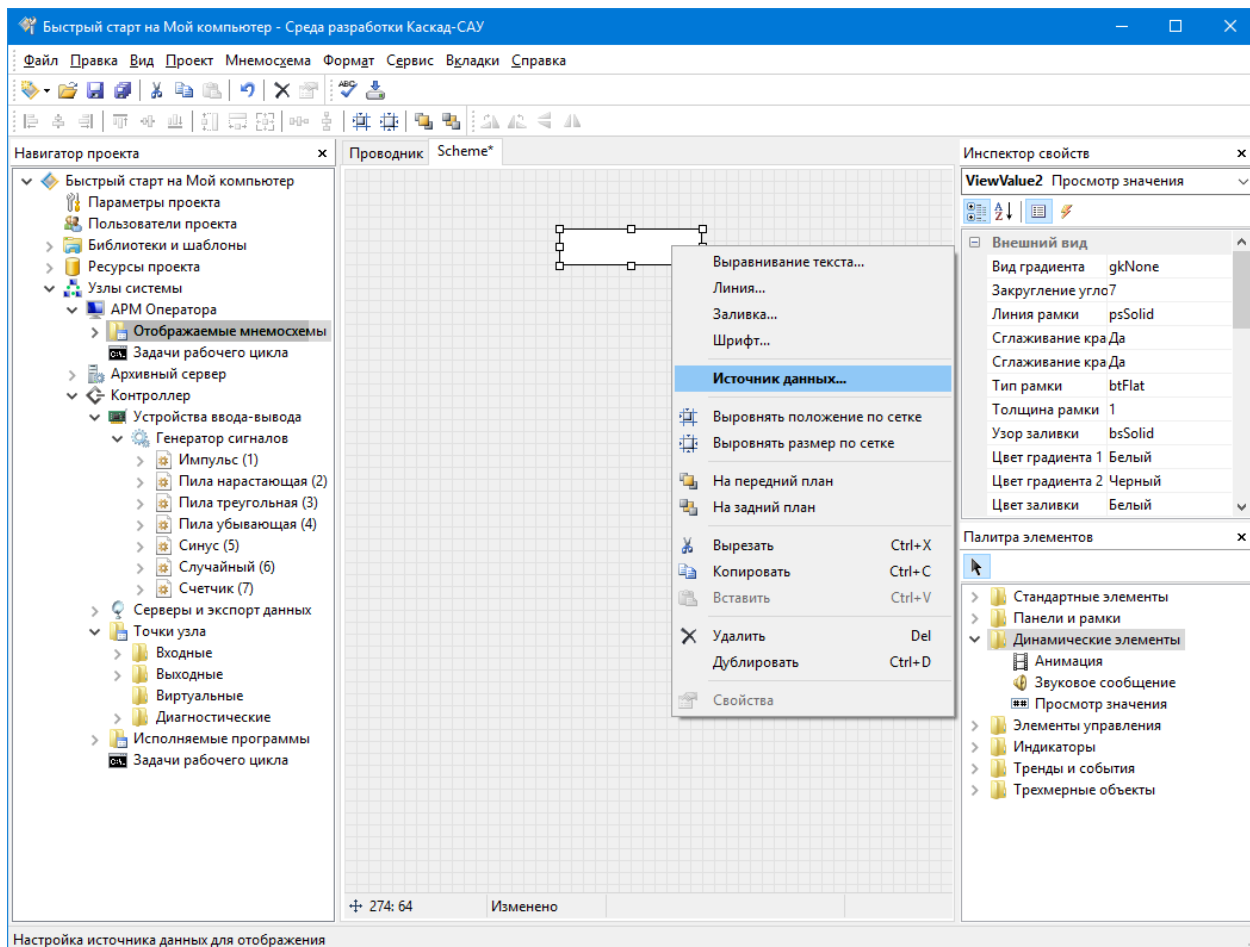 Быстрый старт на Мой компьютер - Среда разработки Каскад-САУ
Файл Правка Вид Проект Мнемосхема Формат Сервис Вкладки Справка
ABC
Навигатор проекта
Быстрый старт на Мой компьютер
Параметры проекта
Пользователи проекта
Библиотеки и шаблоны
Ресурсы проекта
Узлы системы
АРМ Оператора
Отображаемые мнемосхемы
Задачи рабочего цикла
Архивный сервер
Контроллер
Устройства ввода-вывода
Генератор сигналов
Импульс (1)
Пила нарастающая (2)
Пила треугольная (3)
Пила убывающая (4)
Синус (5)
Случайный (6)
Счетчик (7)
Серверы и экспорт данных
Точки узла
Входные
Выходные
Виртуальные
Диагностические
Исполняемые программы
Задачи рабочего цикла
Проводник Scheme*
Выравнивание текста...
Линия...
Заливка...
Шрифт...
Источник данных...
Выровнять положение по сетке
Выровнять размер по сетке
На передний план
На задний план
Вырезать Ctrl+X
Копировать Ctrl+C
Вставить Ctrl+V
Удалить Del
Дублировать Ctrl+D
Свойства
274: 64 Изменено
Инспектор свойств
ViewValue2 Просмотр значения
Внешний вид
Вид градиента gkNone
Закругление угло 7
Линия рамки psSolid
Сглаживание кра Да
Сглаживание кра Да
Тип рамки btFlat
Толщина рамки 1
Узор заливки bsSolid
Цвет градиента 1 Белый
Цвет градиента 2 Черный
Цвет заливки Белый
Палитра элементов
Стандартные элементы
Панели и рамки
Динамические элементы
Анимация
Звуковое сообщение
Просмотр значения
Элементы управления
Индикаторы
Тренды и события
Трехмерные объекты
Настройка источника данных для отображения